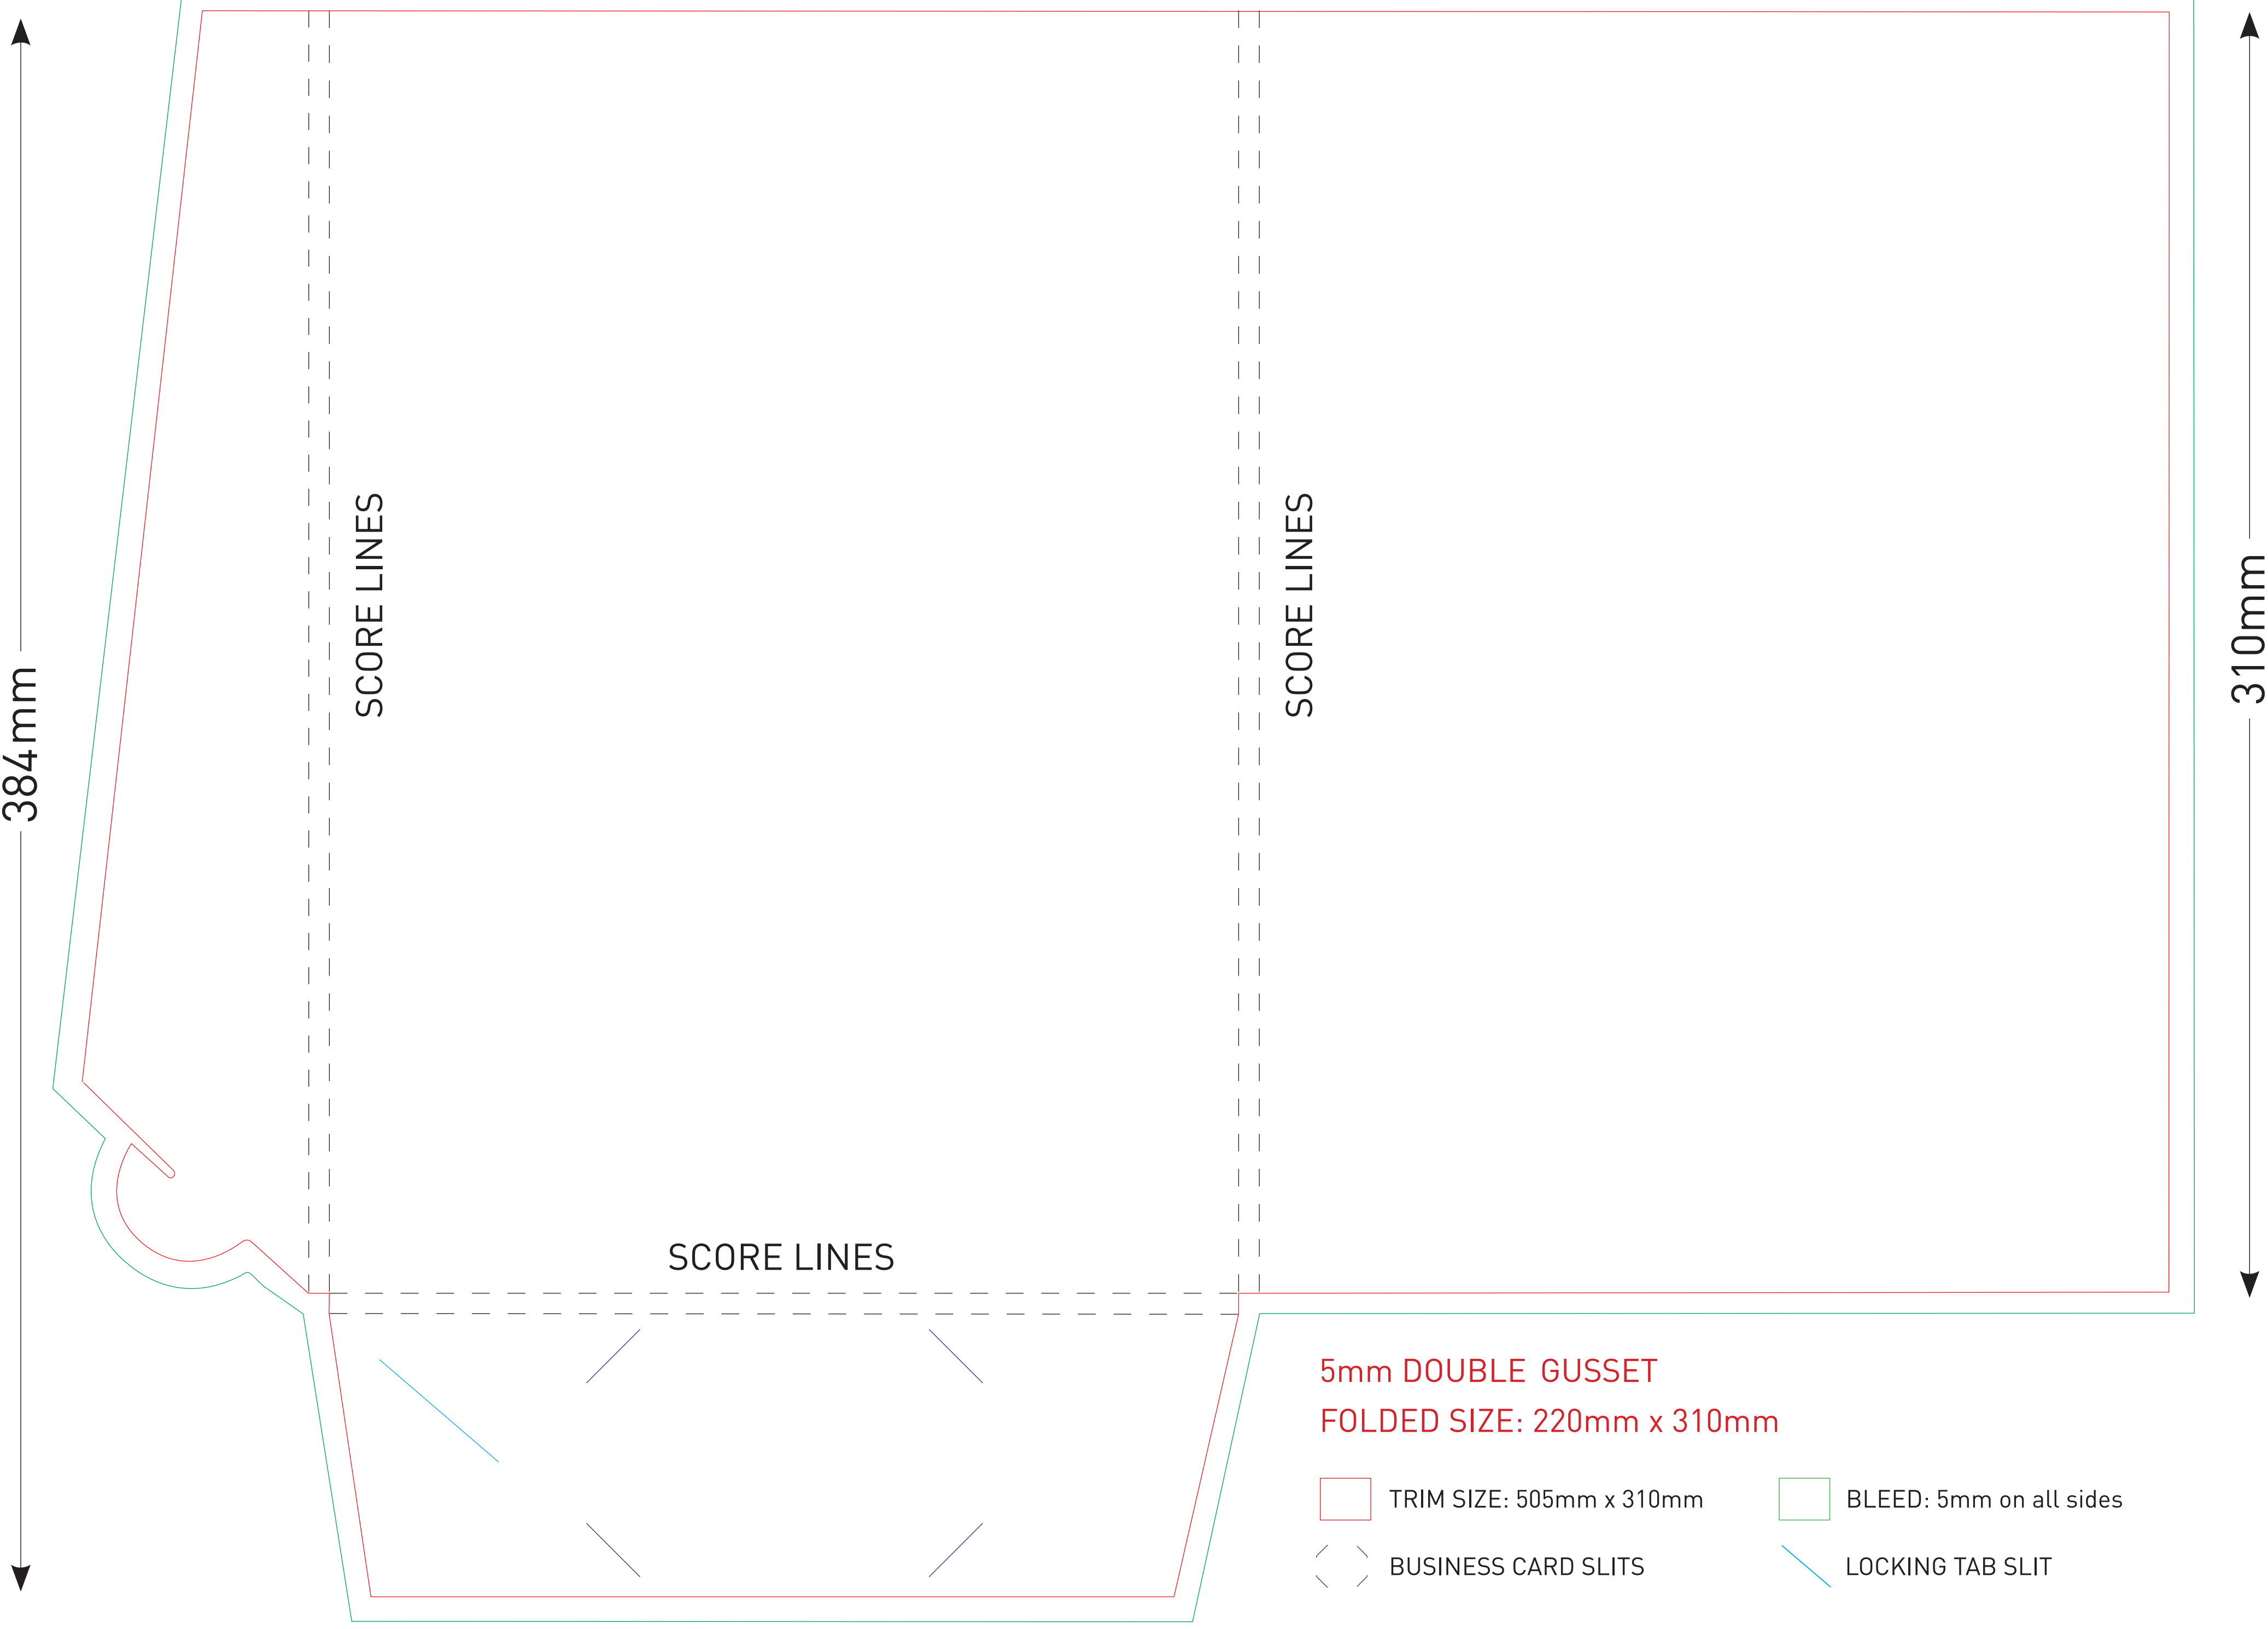 384mm
SCORE LINES
SCORE LINES
310mm
SCORE LINES
5mm DOUBLE GUSSET
FOLDED SIZE: 220mm x 310mm
TRIM SIZE: 505mm x 310mm
BLEED: 5mm on all sides
BUSINESS CARD SLITS
LOCKING TAB SLIT